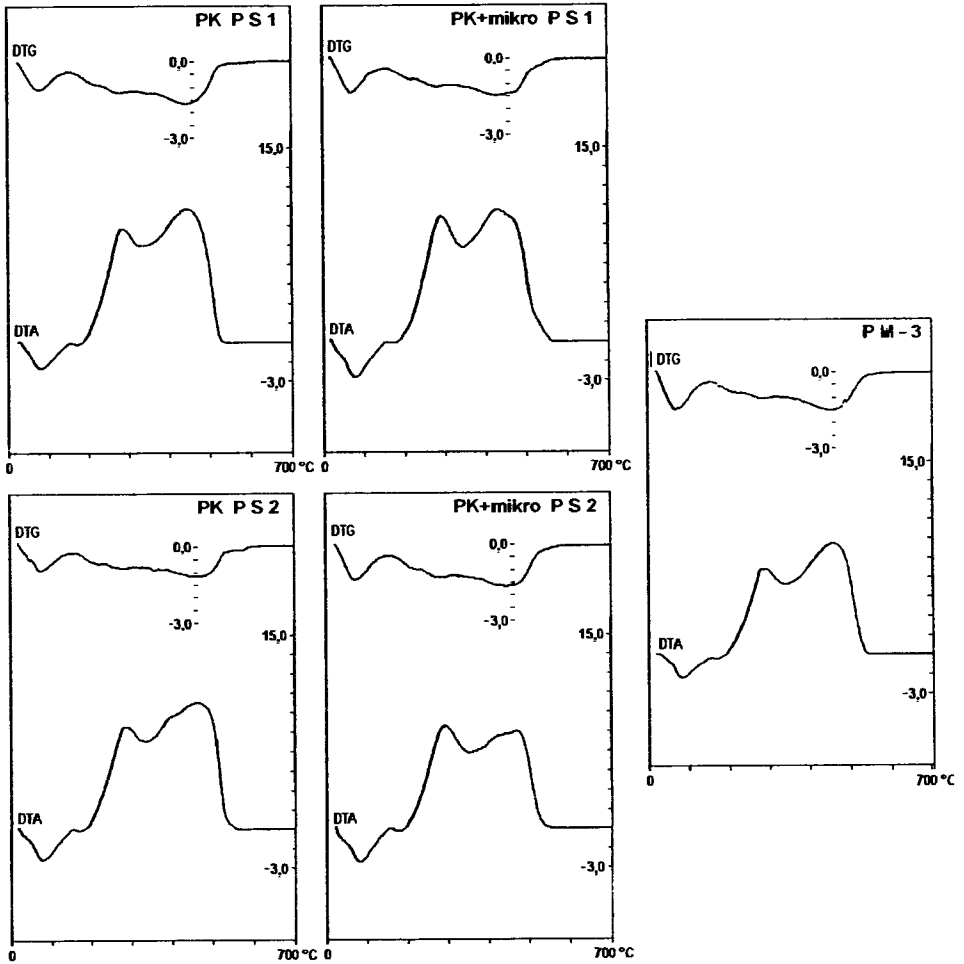 PK P S 1
DTG
0,0
-3,0
15,0
DTA
-3,0
0
700 °C
PK+mikro P S 1
DTG
0,0
-3,0
15,0
DTA
-3,0
0
700 °C
PK P S 2
DTG
0,0
-3,0
15,0
DTA
-3,0
0
700 °C
PK+mikro P S 2
DTG
0,0
-3,0
15,0
DTA
-3,0
0
700 °C
P M - 3
DTG
0,0
-3,0
15,0
DTA
-3,0
0
700 °C